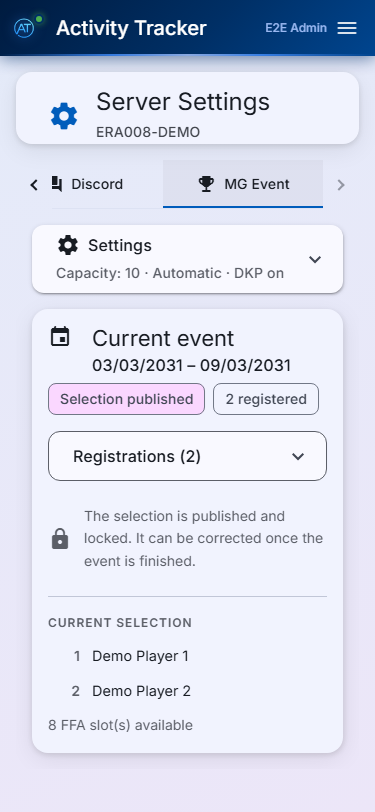 AT
Activity Tracker
E2E Admin
Server Settings
ERA008-DEMO
Discord
MG Event
Settings
Capacity: 10 · Automatic · DKP on
Current event
03/03/2031 – 09/03/2031
Selection published
2 registered
Registrations (2)
The selection is published and
locked. It can be corrected once the
event is finished.
CURRENT SELECTION
1 Demo Player 1
2 Demo Player 2
8 FFA slot(s) available